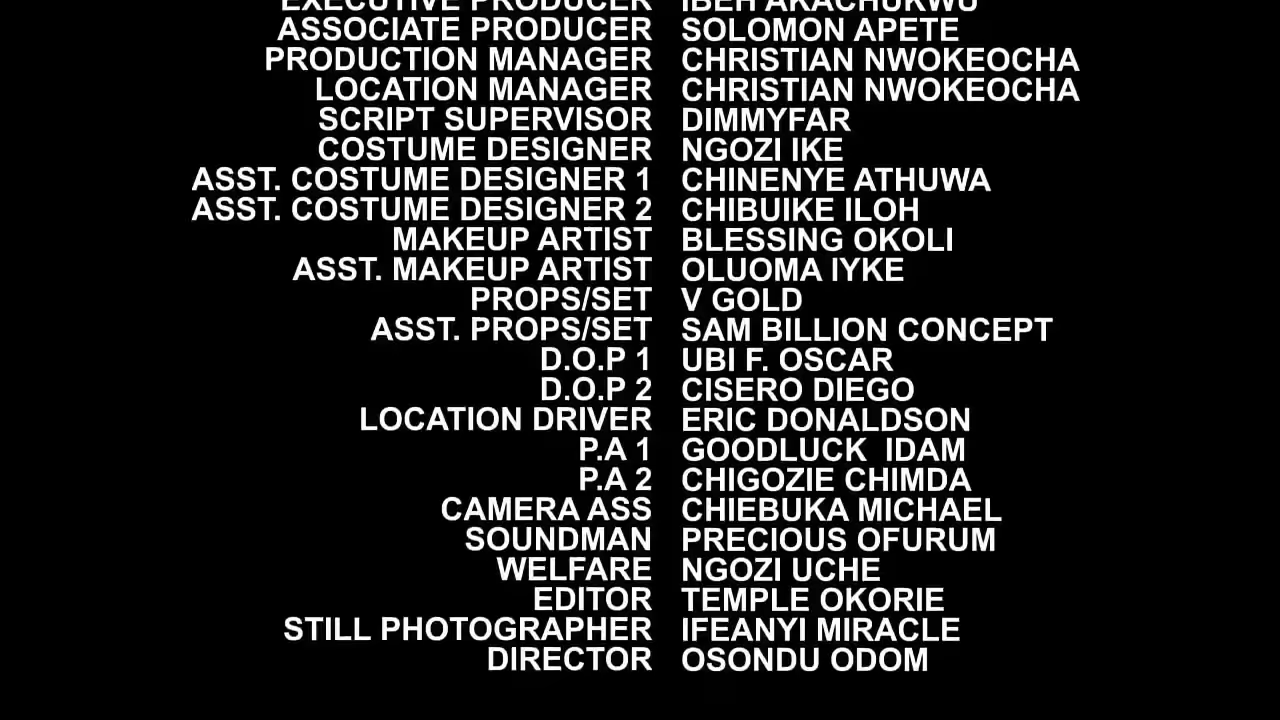 EXECUTIVE PRODUCER IBEH AKACHUKWU
ASSOCIATE PRODUCER SOLOMON APETE
PRODUCTION MANAGER CHRISTIAN NWOKEOCHA
LOCATION MANAGER CHRISTIAN NWOKEOCHA
SCRIPT SUPERVISOR DIMMYFAR
COSTUME DESIGNER NGOZI IKE
ASST. COSTUME DESIGNER 1 CHINENYE ATHUWA
ASST. COSTUME DESIGNER 2 CHIBUIKE ILOH
MAKEUP ARTIST BLESSING OKOLI
ASST. MAKEUP ARTIST OLUOMA IYKE
PROPS/SET V GOLD
ASST. PROPS/SET SAM BILLION CONCEPT
D.O.P 1 UBI F. OSCAR
D.O.P 2 CISERO DIEGO
LOCATION DRIVER ERIC DONALDSON
P.A 1 GOODLUCK  IDAM
P.A 2 CHIGOZIE CHIMDA
CAMERA ASS CHIEBUKA MICHAEL
SOUNDMAN PRECIOUS OFURUM
WELFARE NGOZI UCHE
EDITOR TEMPLE OKORIE
STILL PHOTOGRAPHER IFEANYI MIRACLE
DIRECTOR OSONDU ODOM